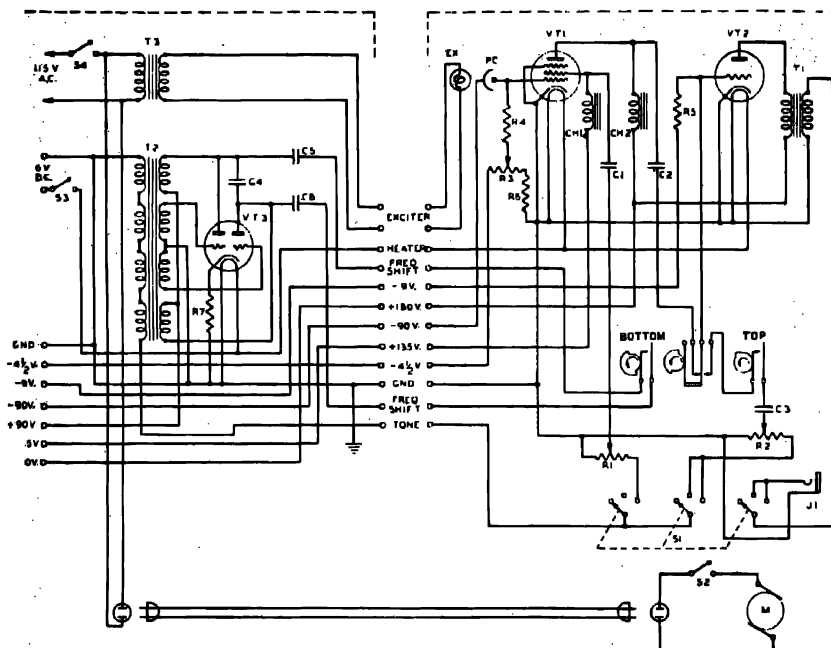 S4
T3
115 V
A.C.
6V
D.C.
S3
T2
C5
C4
C6
VT3
R7
GND
-4½V.
-9V.
-90V.
+90V.
5V
0V.
EXCITER
HEATER
FREQ
SHIFT
-9V.
+180V.
-90V.
+135V.
-4½V
GND
FREQ
SHIFT
TONE
EX
PC
VT1
VT2
T1
R4
R3
R6
CH1
C1
CH2
C2
R5
BOTTOM
TOP
C3
R1
R2
S1
J1
S2
M